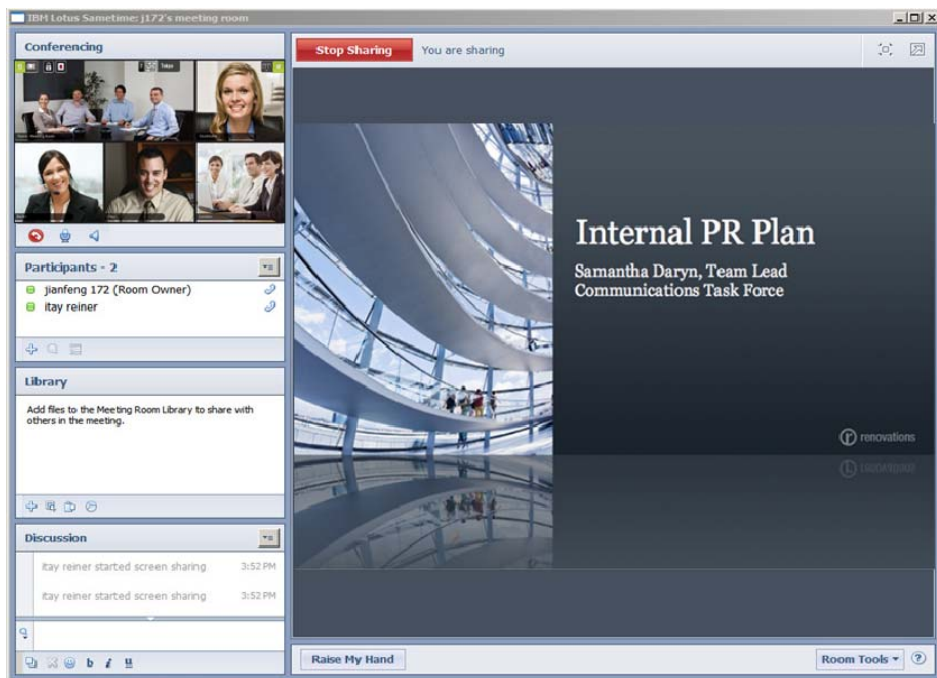 IBM Lotus Sametime: j172's meeting room
Conferencing
Stop Sharing
You are sharing
Tokyo
Participants - 2
jianfeng 172 (Room Owner)
itay reiner
Library
Add files to the Meeting Room Library to share with
others in the meeting.
Discussion
itay reiner started screen sharing 3:52 PM
itay reiner started screen sharing 3:52 PM
b i u
Internal PR Plan
Samantha Daryn, Team Lead
Communications Task Force
r renovations
Raise My Hand
Room Tools
?